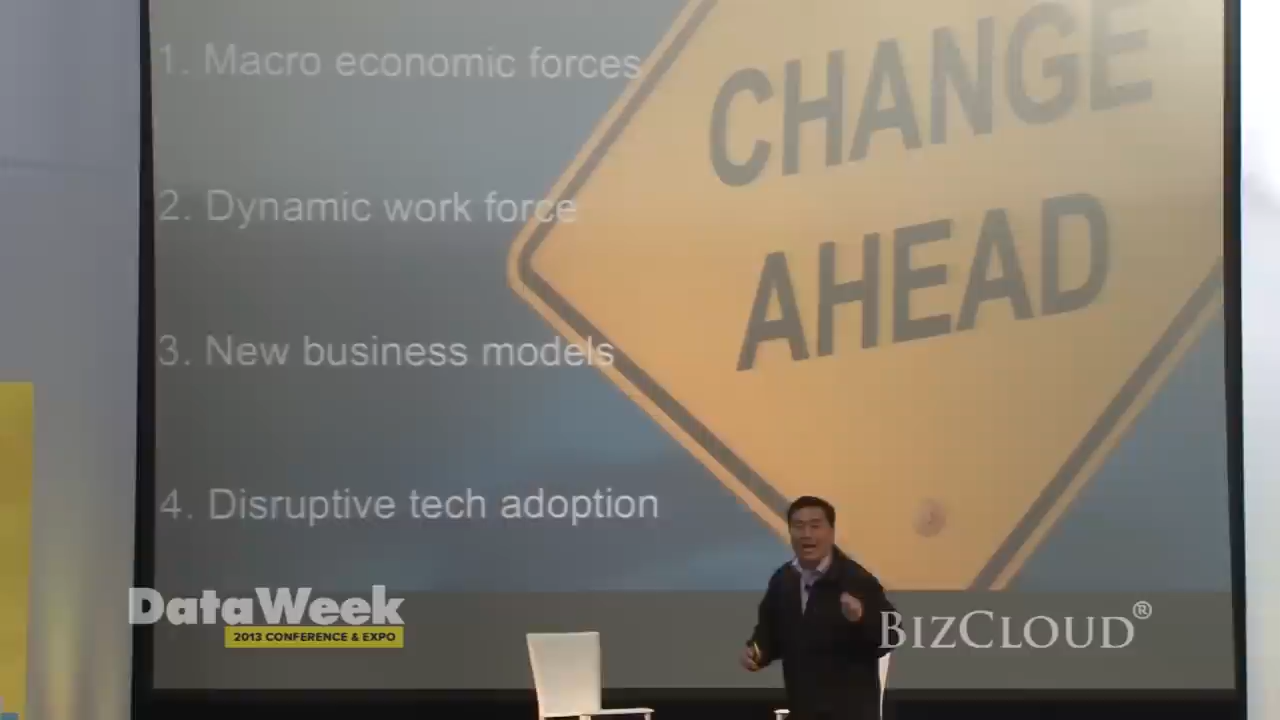 1. Macro economic forces
2. Dynamic work force
3. New business models
4. Disruptive tech adoption
CHANGE
AHEAD
DataWeek
2013 CONFERENCE & EXPO
BIZCLOUD®